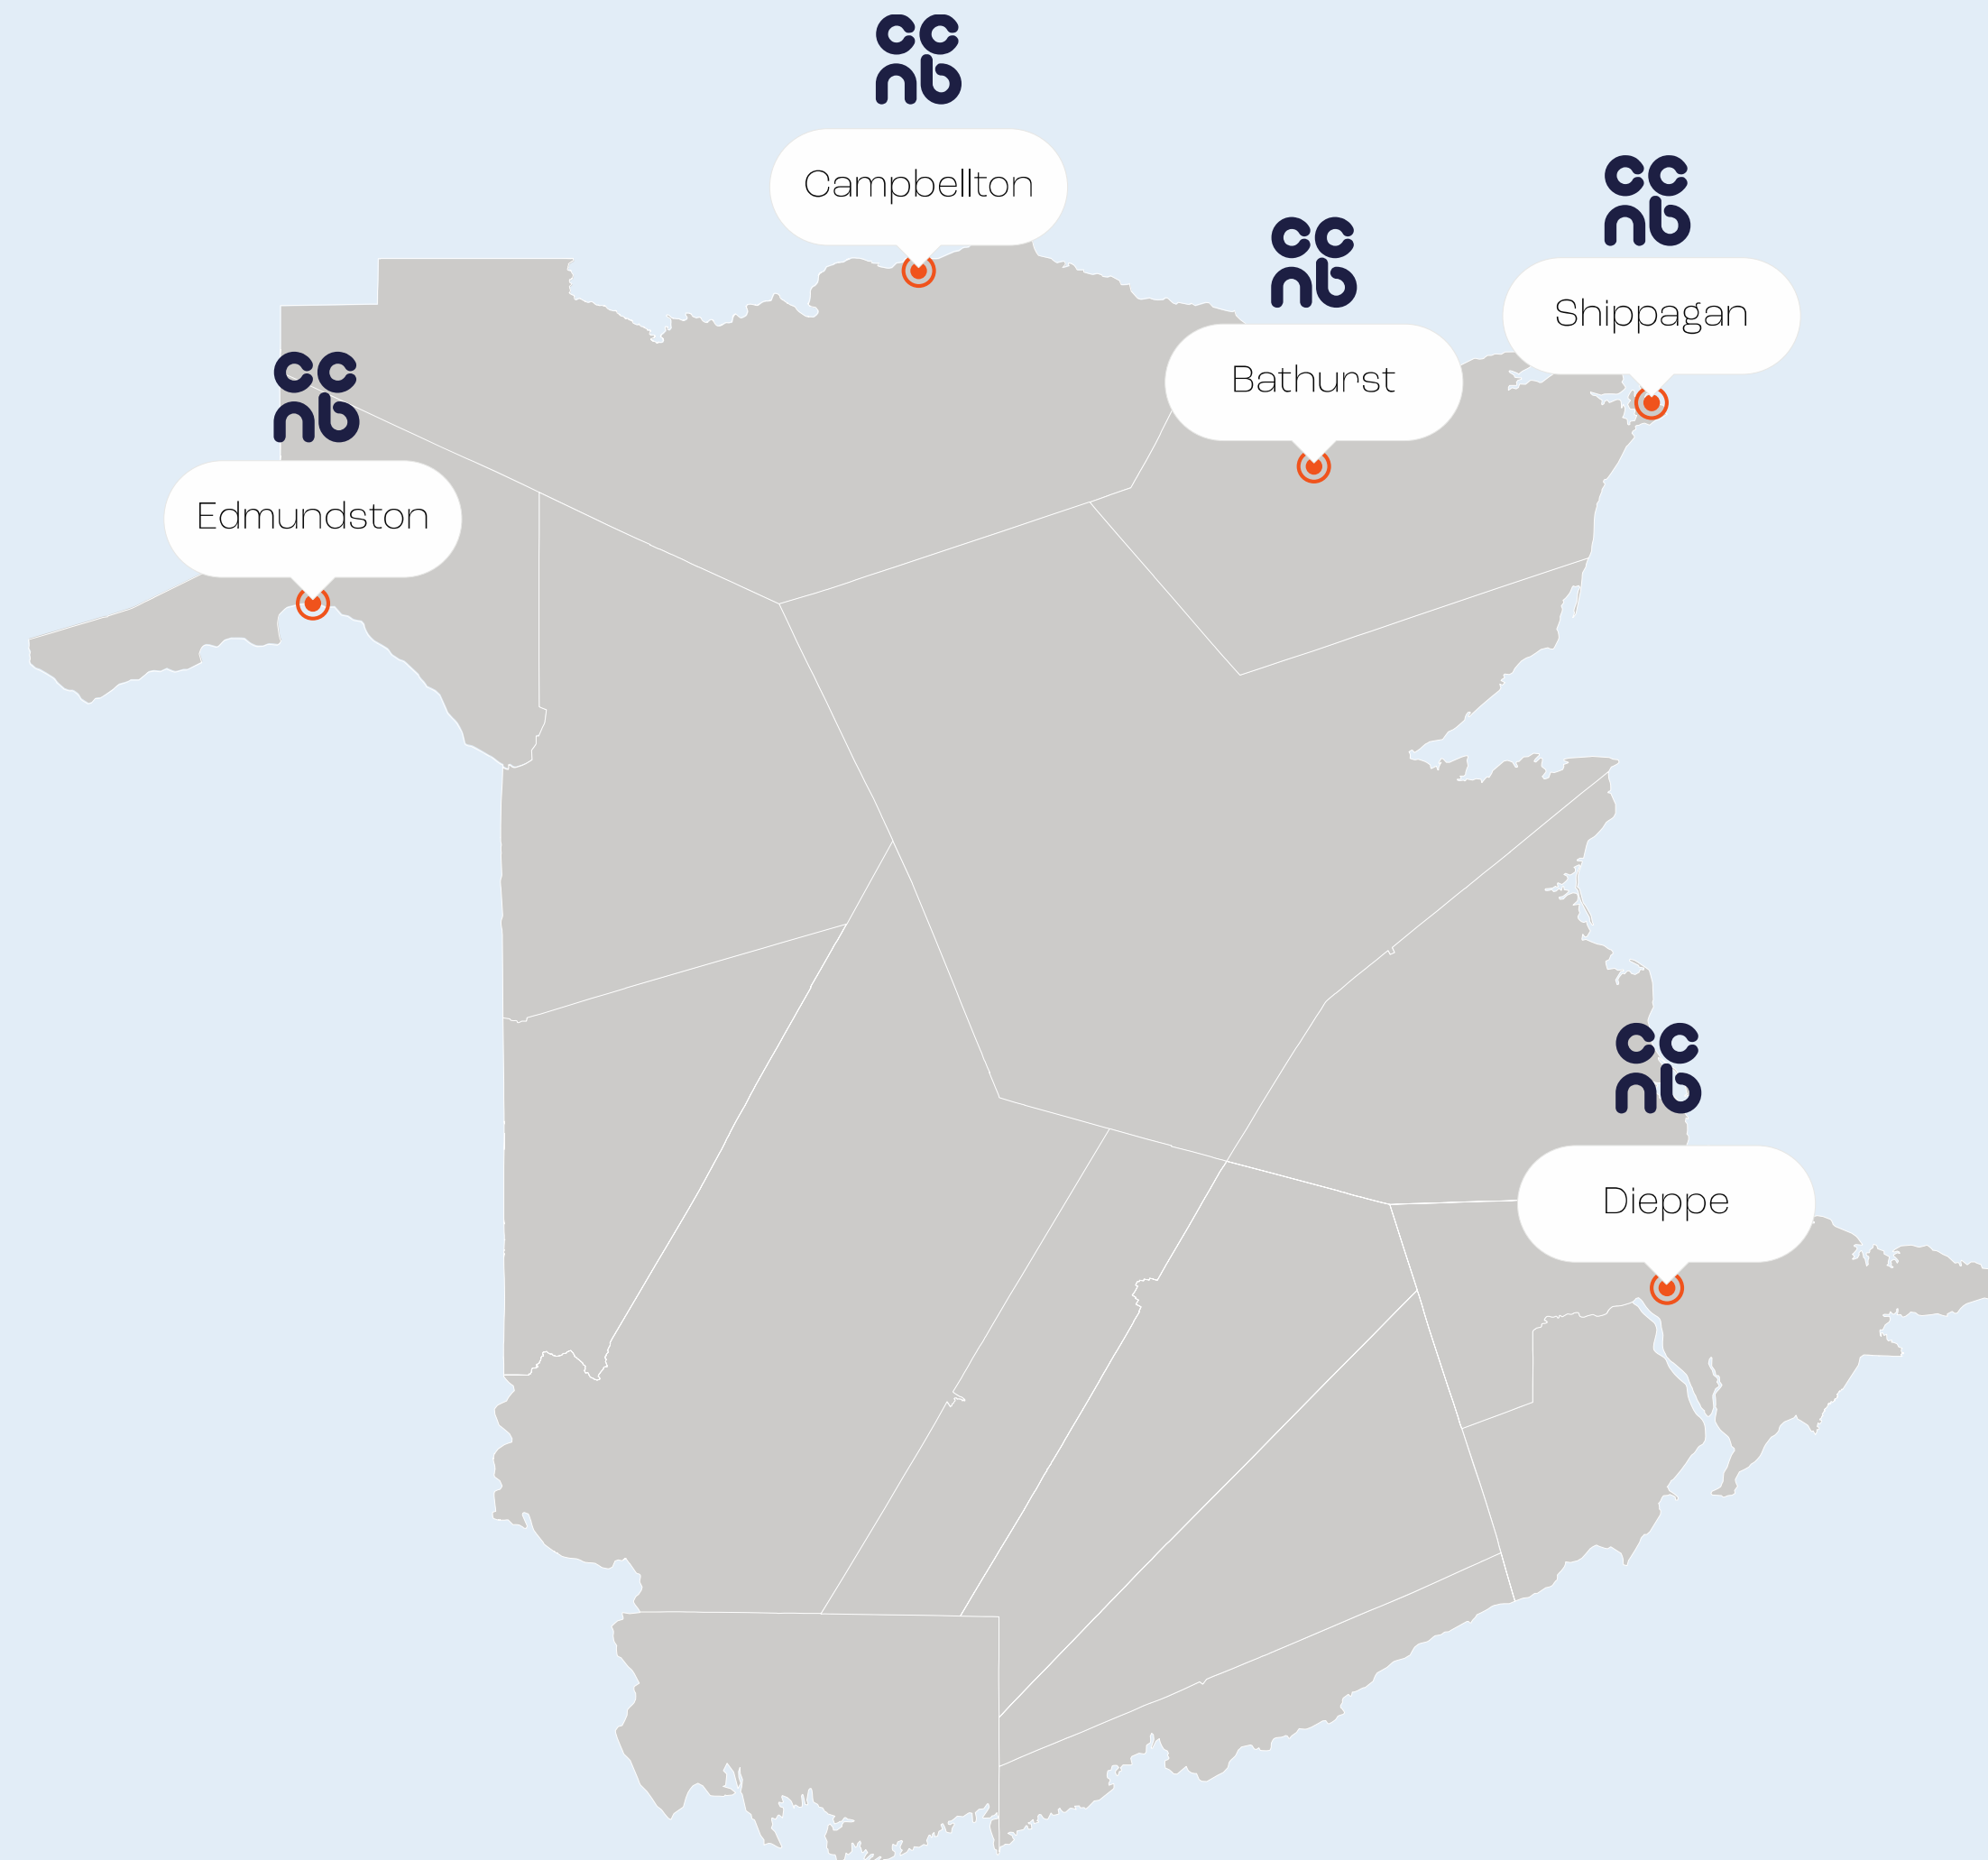 cc
nb
Campbellton
cc
nb
Shippagan
cc
nb
Bathurst
cc
nb
Edmundston
cc
nb
Dieppe